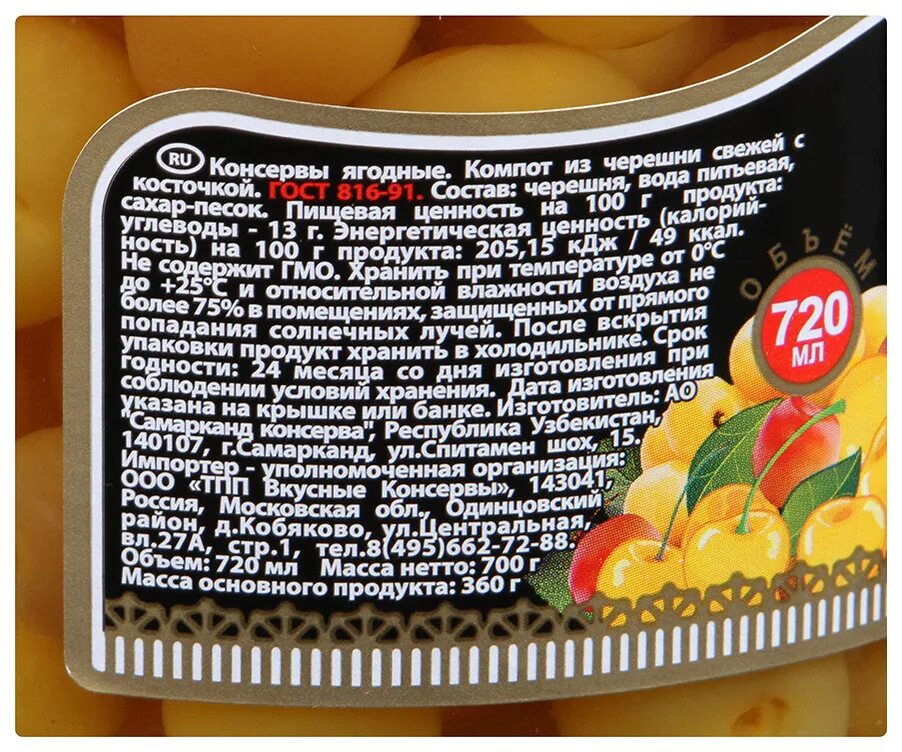 RU Консервы ягодные. Компот из черешни свежей с
косточкой. ГОСТ 816-91. Состав: черешня, вода питьевая,
сахар-песок. Пищевая ценность на 100 г продукта:
углеводы - 13 г. Энергетическая ценность (калорий-
ность) на 100 г продукта: 205,15 кДж / 49 ккал.
Не содержит ГМО. Хранить при температуре от 0°С
до +25°С и относительной влажности воздуха не
более 75% в помещениях, защищенных от прямого
попадания солнечных лучей. После вскрытия
упаковки продукт хранить в холодильнике. Срок
годности: 24 месяца со дня изготовления при
соблюдении условий хранения. Дата изготовления
указана на крышке или банке. Изготовитель: АО
"Самарканд консерва", Республика Узбекистан,
140107, г.Самарканд, ул.Спитамен шох, 15.
Импортер - уполномоченная организация:
ООО «ТПП Вкусные Консервы», 143041,
Россия, Московская обл., Одинцовский
район, д.Кобяково, ул.Центральная,
вл.27А, стр.1, тел.8(495)662-72-88.
Объем: 720 мл Масса нетто: 700 г
Масса основного продукта: 360 г
ОБЪЁМ
720
МЛ